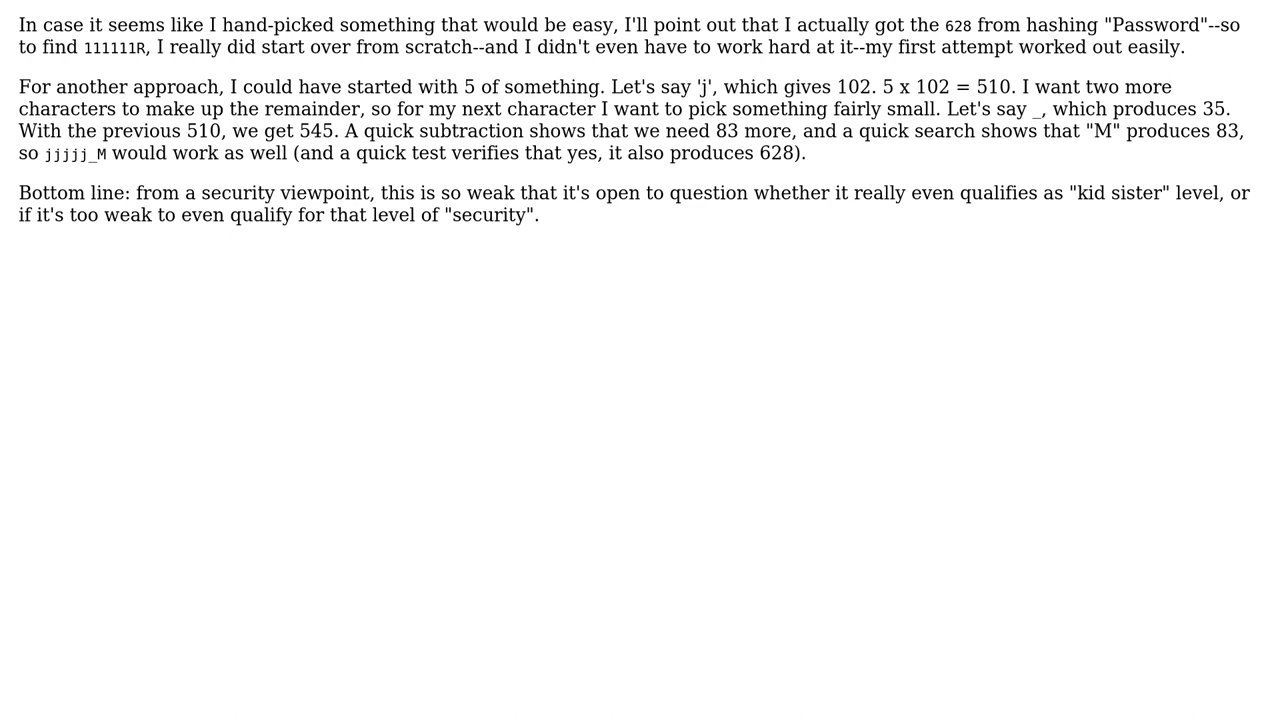 In case it seems like I hand-picked something that would be easy, I'll point out that I actually got the 628 from hashing "Password"--so
to find 111111R, I really did start over from scratch--and I didn't even have to work hard at it--my first attempt worked out easily.
For another approach, I could have started with 5 of something. Let's say 'j', which gives 102. 5 x 102 = 510. I want two more
characters to make up the remainder, so for my next character I want to pick something fairly small. Let's say _, which produces 35.
With the previous 510, we get 545. A quick subtraction shows that we need 83 more, and a quick search shows that "M" produces 83,
so jjjjj_M would work as well (and a quick test verifies that yes, it also produces 628).
Bottom line: from a security viewpoint, this is so weak that it's open to question whether it really even qualifies as "kid sister" level, or
if it's too weak to even qualify for that level of "security".